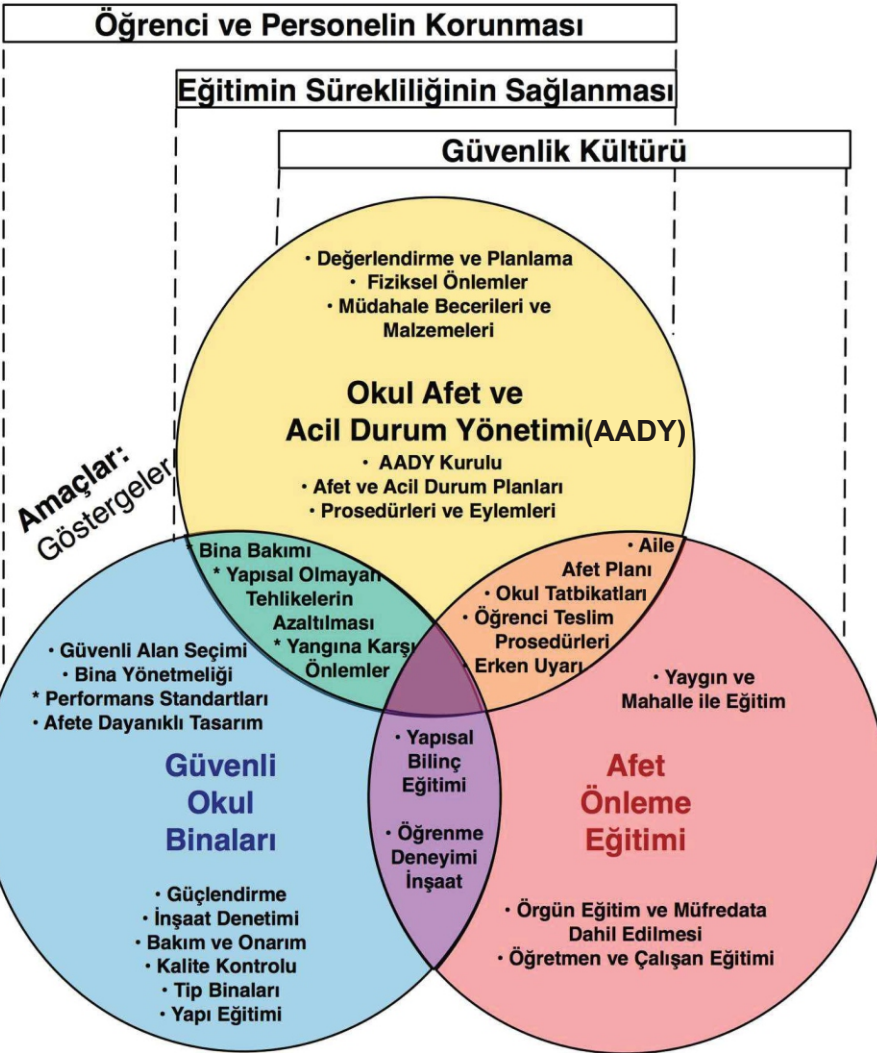 Öğrenci ve Personelin Korunması
Eğitimin Sürekliliğinin Sağlanması
Güvenlik Kültürü
· Değerlendirme ve Planlama
· Fiziksel Önlemler
· Müdahale Becerileri ve
Malzemeleri
Okul Afet ve
Acil Durum Yönetimi(AADY)
· AADY Kurulu
· Afet ve Acil Durum Planları
· Prosedürleri ve Eylemleri
Amaçlar:
Göstergeler
* Bina Bakımı
* Yapısal Olmayan
Tehlikelerin
Azaltılması
* Yangına Karşı
Önlemler
· Aile
Afet Planı
· Okul Tatbikatları
· Öğrenci Teslim
Prosedürleri
· Erken Uyarı
· Güvenli Alan Seçimi
· Bina Yönetmeliği
* Performans Standartları
· Afete Dayanıklı Tasarım
Güvenli
Okul
Binaları
· Güçlendirme
· İnşaat Denetimi
· Bakım ve Onarım
· Kalite Kontrolu
· Tip Binaları
· Yapı Eğitimi
· Yapısal
Bilinç
Eğitimi
· Öğrenme
Deneyimi
İnşaat
· Yaygın ve
Mahalle ile Eğitim
Afet
Önleme
Eğitimi
· Örgün Eğitim ve Müfredata
Dahil Edilmesi
· Öğretmen ve Çalışan Eğitimi